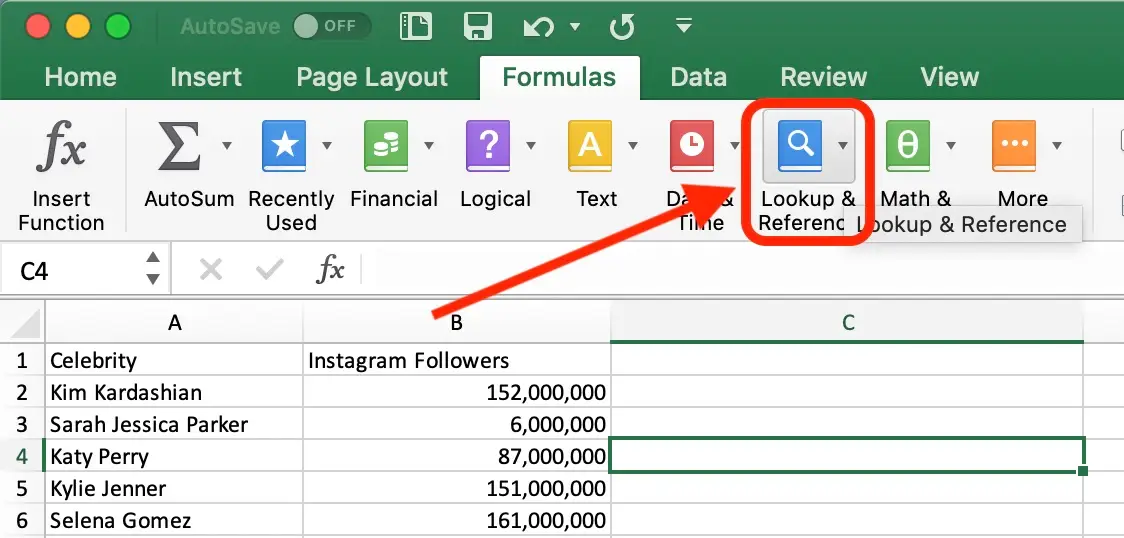 AutoSave OFF
Home Insert Page Layout Formulas Data Review View
fx Σ ? A θ
Insert Function
AutoSum
Recently Used
Financial
Logical
Text
Time
Lookup &
Math &
More
Lookup & Reference
C4 fx
A B C
1 Celebrity Instagram Followers
2 Kim Kardashian 152,000,000
3 Sarah Jessica Parker 6,000,000
4 Katy Perry 87,000,000
5 Kylie Jenner 151,000,000
6 Selena Gomez 161,000,000